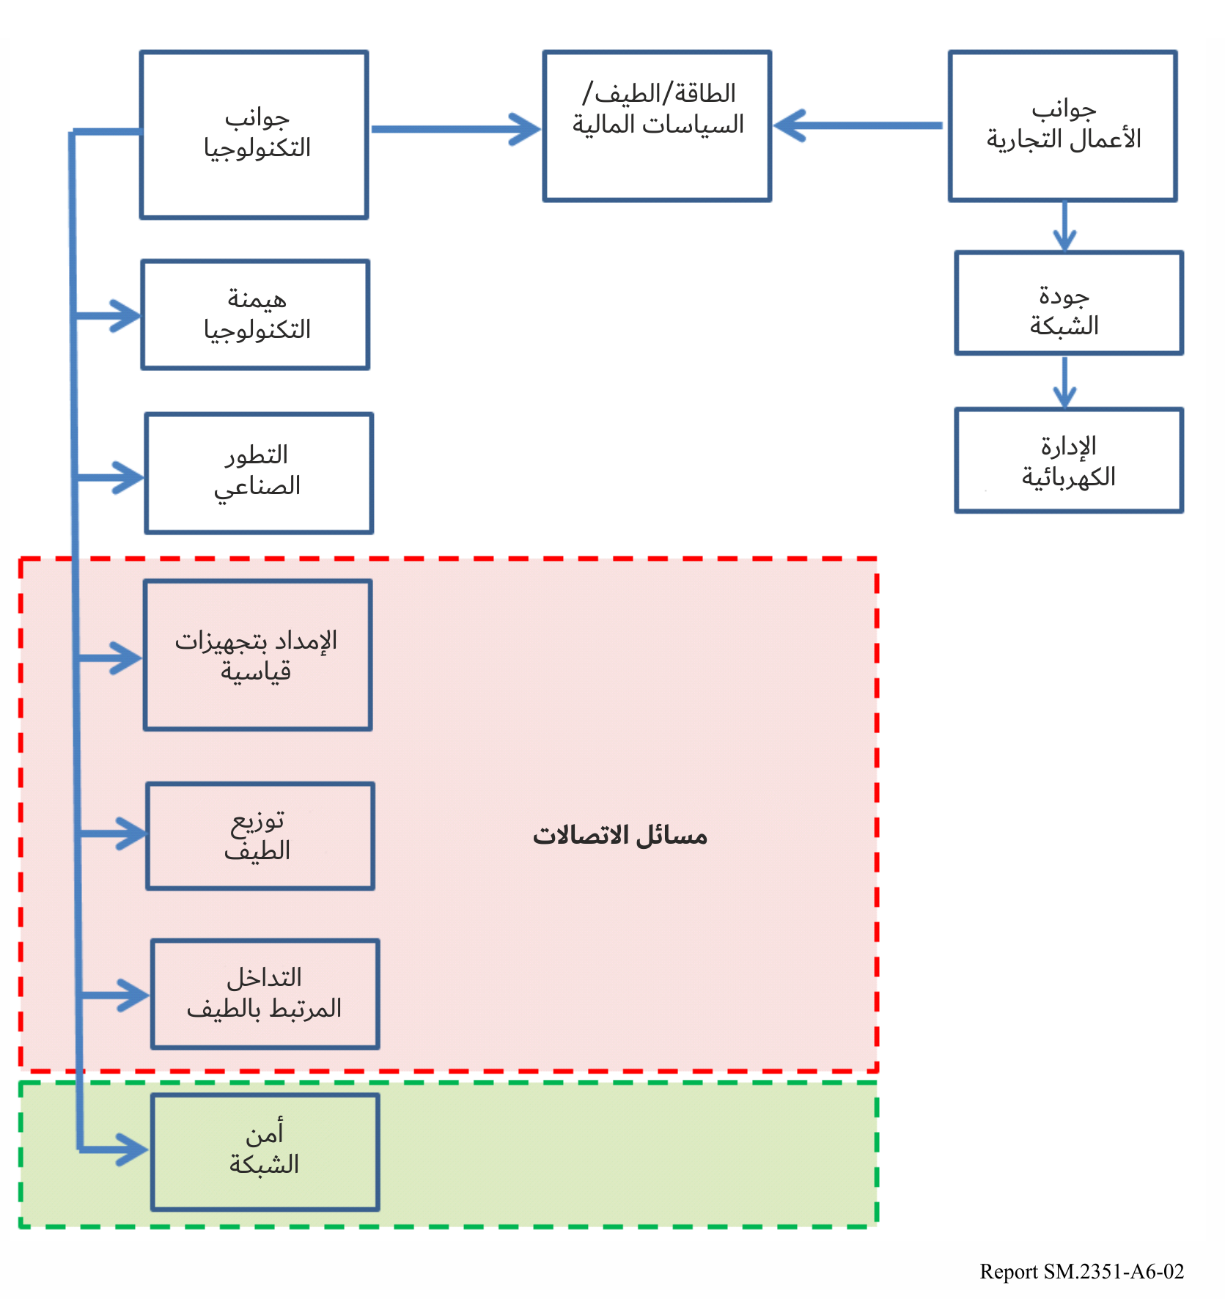 جوانب
الأعمال التجارية
الطاقة/الطيف/
السياسات المالية
جوانب
التكنولوجيا
جودة
الشبكة
الإدارة
الكهربائية
هيمنة
التكنولوجيا
التطور
الصناعي
الإمداد بتجهيزات
قياسية
توزيع
الطيف
مسائل الاتصالات
التداخل
المرتبط بالطيف
أمن
الشبكة
Report SM.2351-A6-02